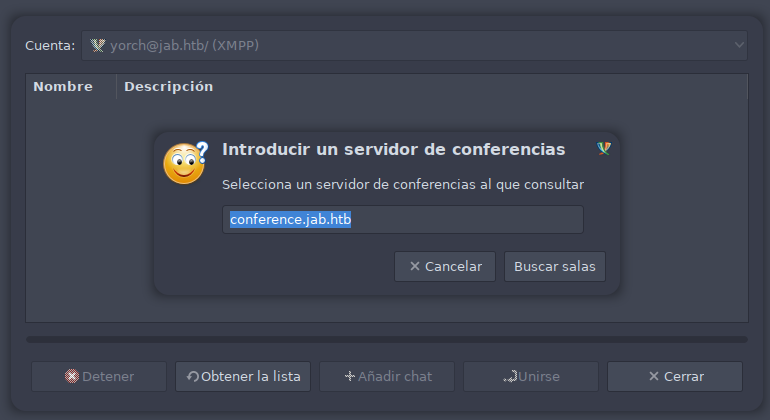 Cuenta: yorch@jab.htb/ (XMPP)
Nombre Descripción
Introducir un servidor de conferencias
Selecciona un servidor de conferencias al que consultar
conference.jab.htb
Cancelar Buscar salas
Detener Obtener la lista Añadir chat Unirse Cerrar